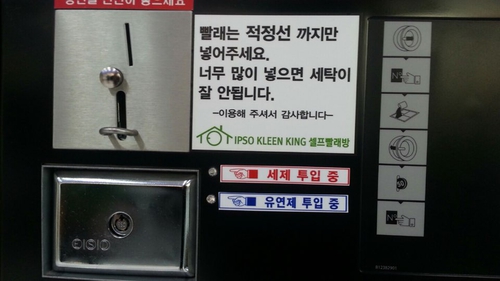 빨래는 적정선 까지만
넣어주세요.
너무 많이 넣으면 세탁이
잘 안됩니다.
-이용해 주셔서 감사합니다-
IPSO KLEEN KING 셀프빨래방
세제 투입 중
유연제 투입 중
ESD